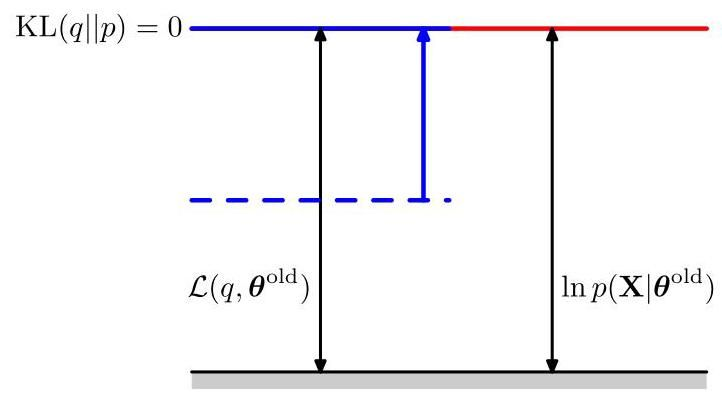 KL(q||p) = 0
ℒ(q, θ^old)
ln p(X|θ^old)